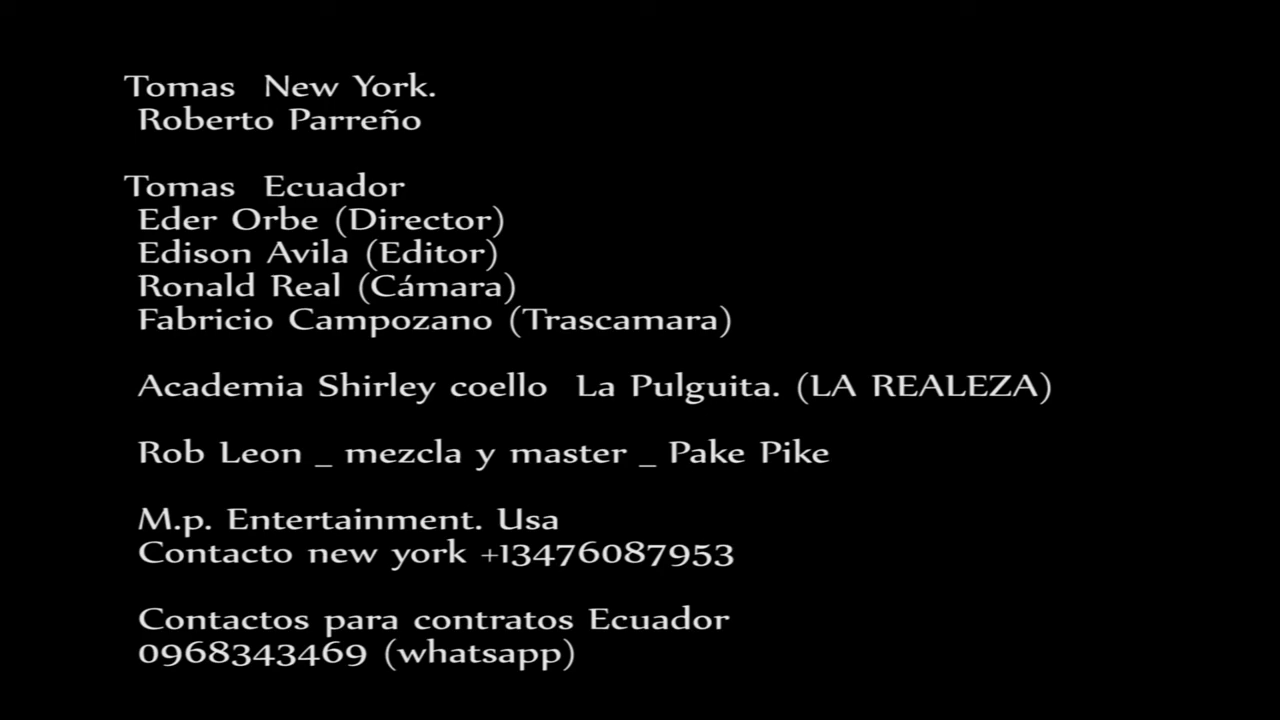 Tomas New York.
Roberto Parreño
Tomas Ecuador
Eder Orbe (Director)
Edison Avila (Editor)
Ronald Real (Cámara)
Fabricio Campozano (Trascamara)
Academia Shirley coello La Pulguita. (LA REALEZA)
Rob Leon _ mezcla y master _ Pake Pike
M.p. Entertainment. Usa
Contacto new york +13476087953
Contactos para contratos Ecuador
0968343469 (whatsapp)